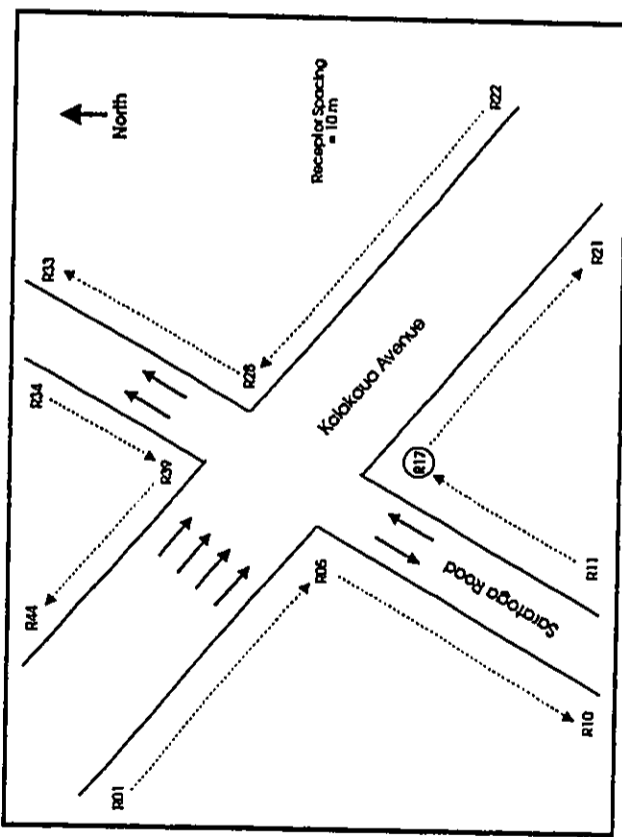 North
Receptor Spacing
= 10 m
R33
R34
R22
R28
R39
Kalakaua Avenue
R44
R17
R21
R06
R01
R11
Saratoga Road
R10